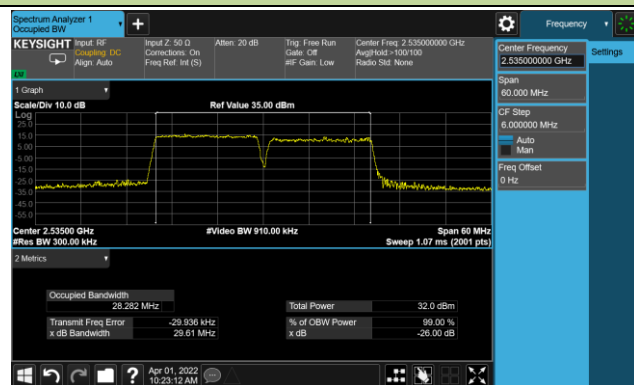 Spectrum Analyzer 1
Occupied BW
Frequency
KEYSIGHT
Input: RF
Coupling: DC
Align: Auto
Input Z: 50 Ω
Corrections: On
Freq Ref: Int (S)
Atten: 20 dB
Trig: Free Run
Gate: Off
#IF Gain: Low
Center Freq: 2.535000000 GHz
Avg|Hold:>100/100
Radio Std: None
LXI
Center Frequency
2.535000000 GHz
Settings
Span
60.000 MHz
CF Step
6.000000 MHz
Auto
Man
Freq Offset
0 Hz
1 Graph
Scale/Div 10.0 dB
Ref Value 35.00 dBm
Log
25.0
15.0
5.00
-5.00
-15.0
-25.0
-35.0
-45.0
-55.0
Center 2.53500 GHz
#Video BW 910.00 kHz
Span 60 MHz
#Res BW 300.00 kHz
Sweep 1.07 ms (2001 pts)
2 Metrics
Occupied Bandwidth
28.282 MHz
Total Power
32.0 dBm
Transmit Freq Error
-29.936 kHz
% of OBW Power
99.00 %
x dB Bandwidth
29.61 MHz
x dB
-26.00 dB
Apr 01, 2022
10:23:12 AM